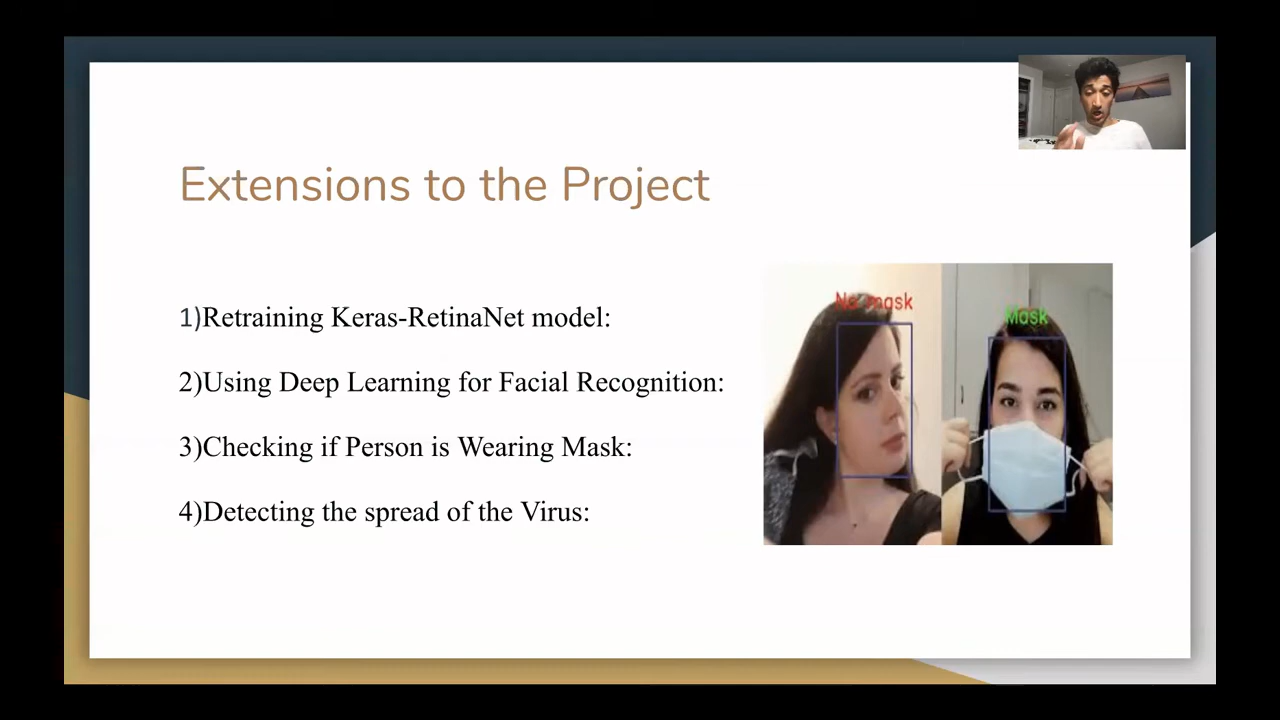 Extensions to the Project
1)Retraining Keras-RetinaNet model:
2)Using Deep Learning for Facial Recognition:
3)Checking if Person is Wearing Mask:
4)Detecting the spread of the Virus:
No mask
Mask